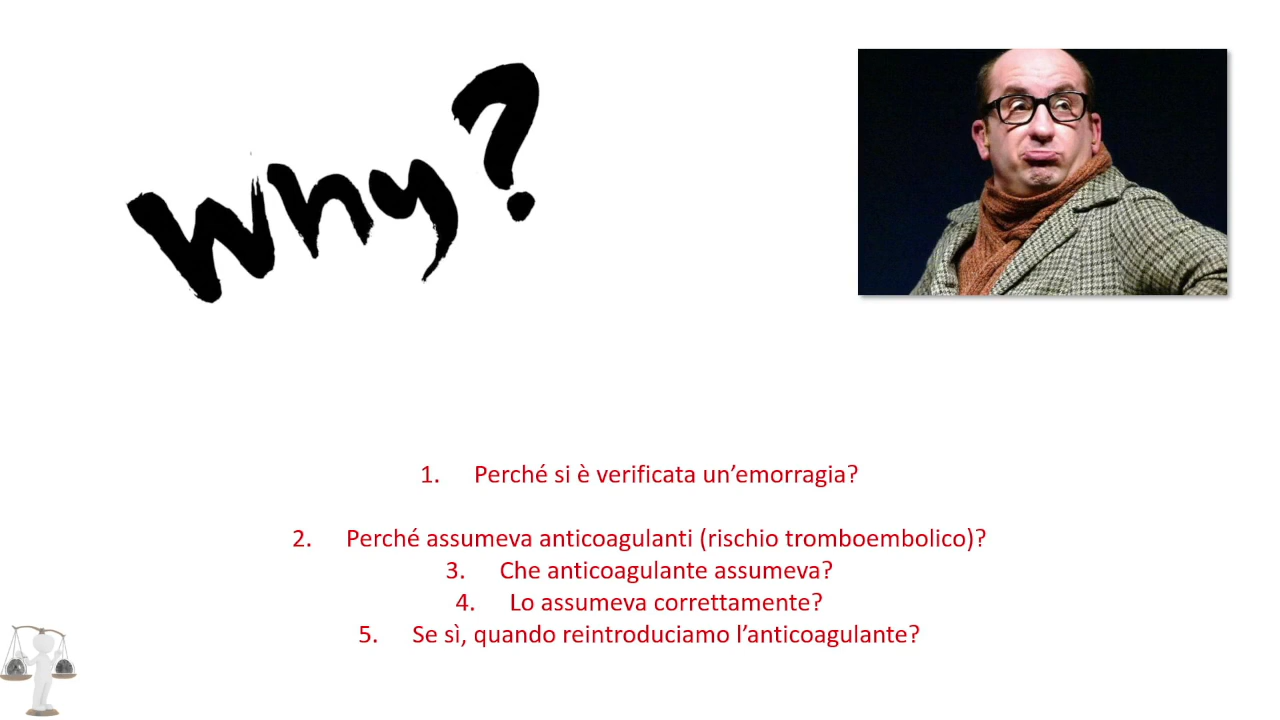 Why?
1. Perché si è verificata un’emorragia?
2. Perché assumeva anticoagulanti (rischio tromboembolico)?
3. Che anticoagulante assumeva?
4. Lo assumeva correttamente?
5. Se sì, quando reintroduciamo l’anticoagulante?